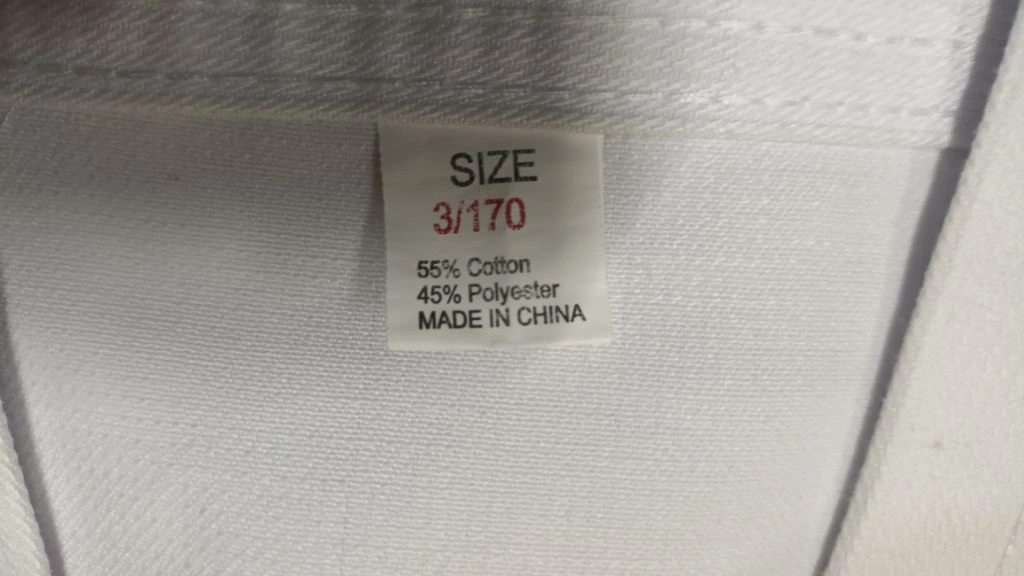 SIZE
3/170
55% Cotton
45% Polyester
MADE IN CHINA